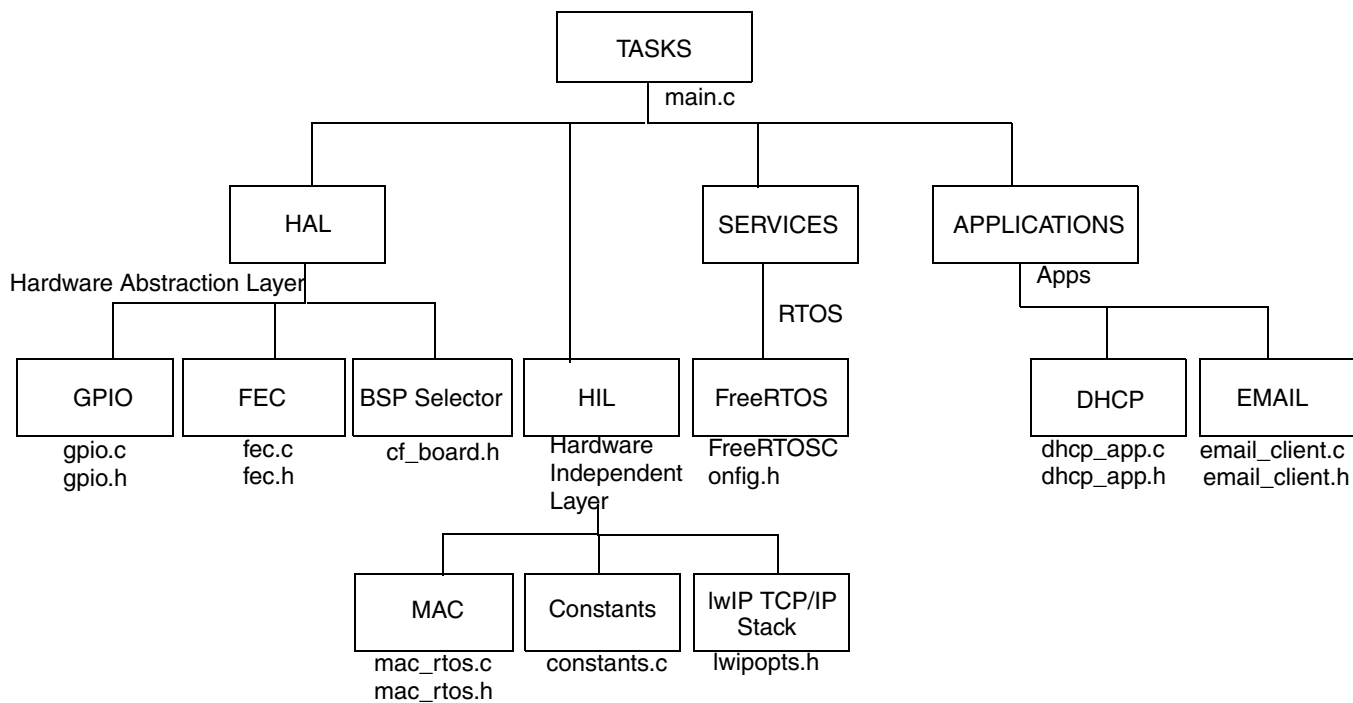 TASKS
main.c
HAL
SERVICES
APPLICATIONS
Hardware Abstraction Layer
Apps
RTOS
GPIO
FEC
BSP Selector
HIL
FreeRTOS
DHCP
EMAIL
gpio.c
gpio.h
fec.c
fec.h
cf_board.h
Hardware
Independent
Layer
FreeRTOSC
onfig.h
dhcp_app.c
dhcp_app.h
email_client.c
email_client.h
MAC
Constants
lwIP TCP/IP
Stack
mac_rtos.c
mac_rtos.h
constants.c
lwipopts.h